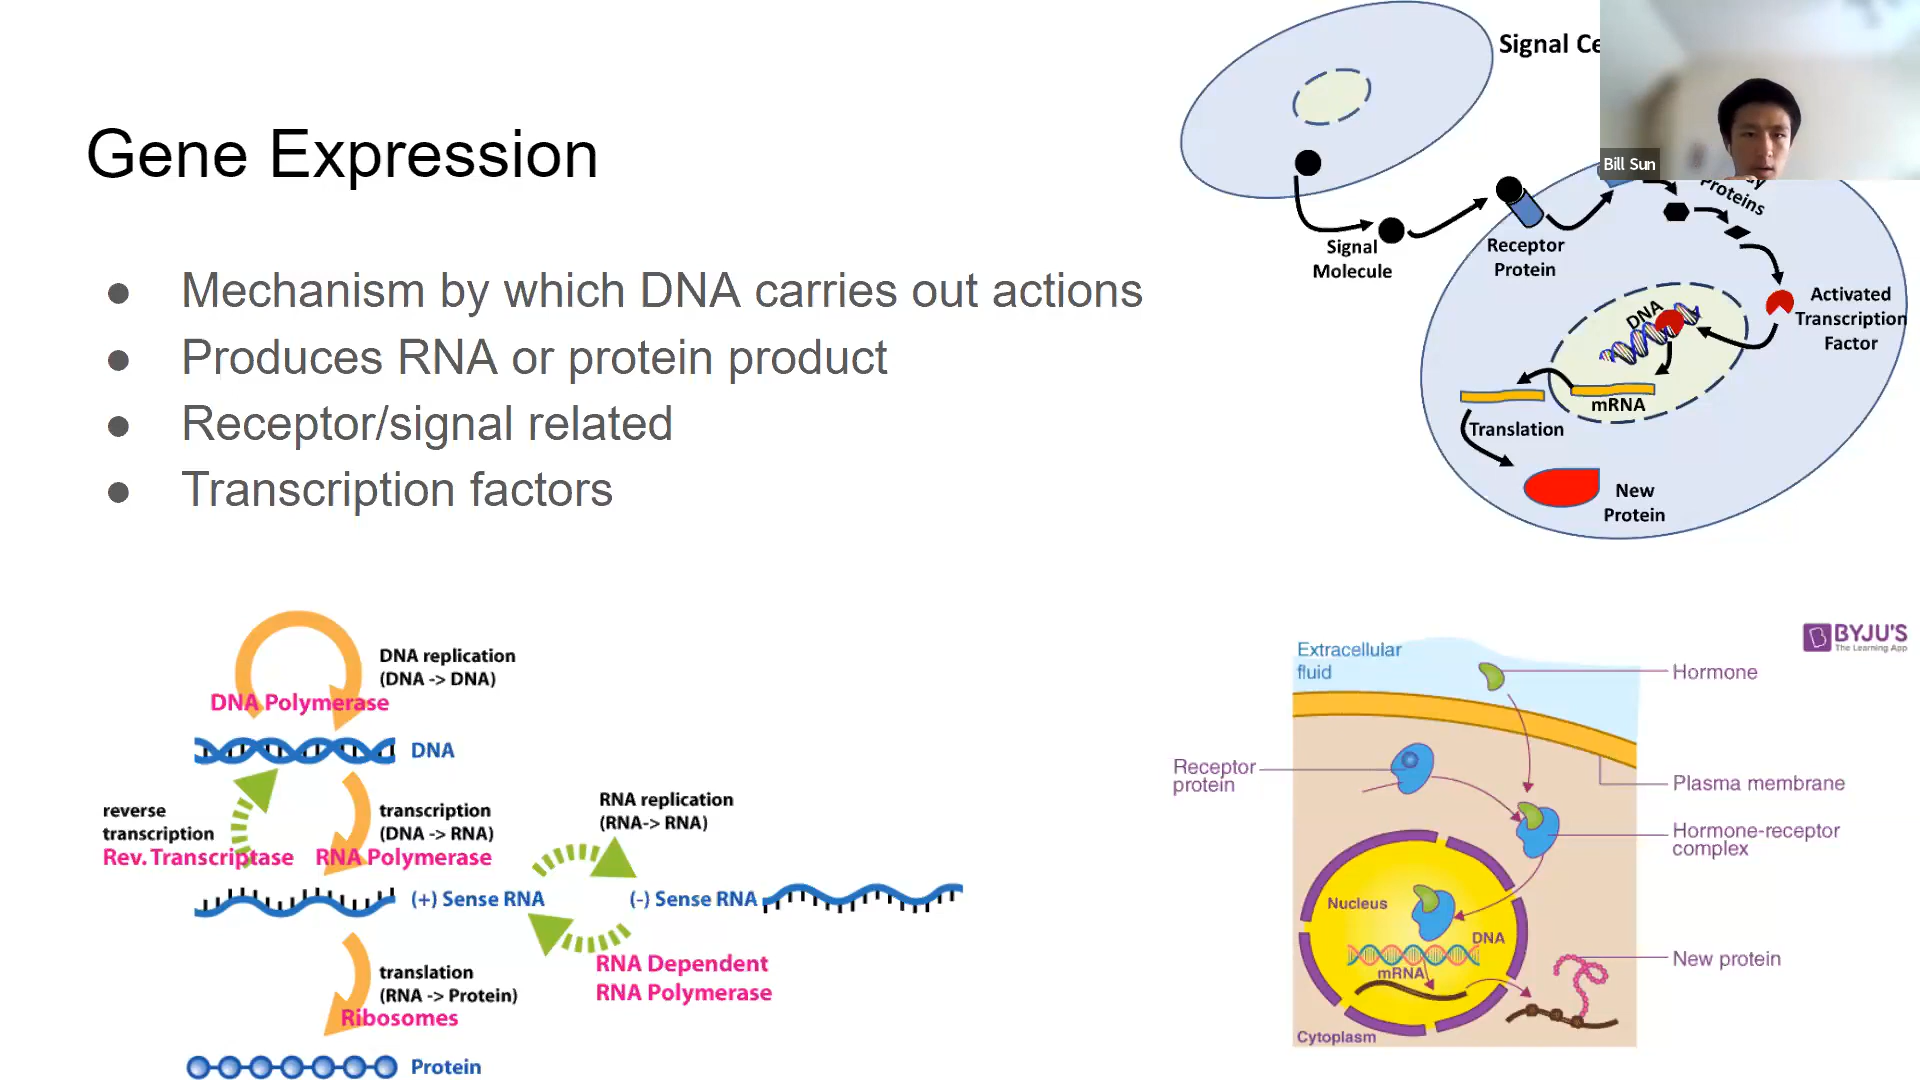 Gene Expression
● Mechanism by which DNA carries out actions
● Produces RNA or protein product
● Receptor/signal related
● Transcription factors
Signal
Bill Sun
Proteins
Signal
Molecule
Receptor
Protein
Activated
Transcription
Factor
DNA
mRNA
Translation
New
Protein
DNA replication
(DNA -> DNA)
DNA Polymerase
DNA
reverse
transcription
Rev. Transcriptase
transcription
(DNA -> RNA)
RNA Polymerase
RNA replication
(RNA-> RNA)
(+) Sense RNA
(-) Sense RNA
RNA Dependent
RNA Polymerase
translation
(RNA -> Protein)
Ribosomes
Protein
BYJU'S
The Learning App
Extracellular
fluid
Hormone
Receptor
protein
Plasma membrane
Hormone-receptor
complex
Nucleus
DNA
mRNA
New protein
Cytoplasm